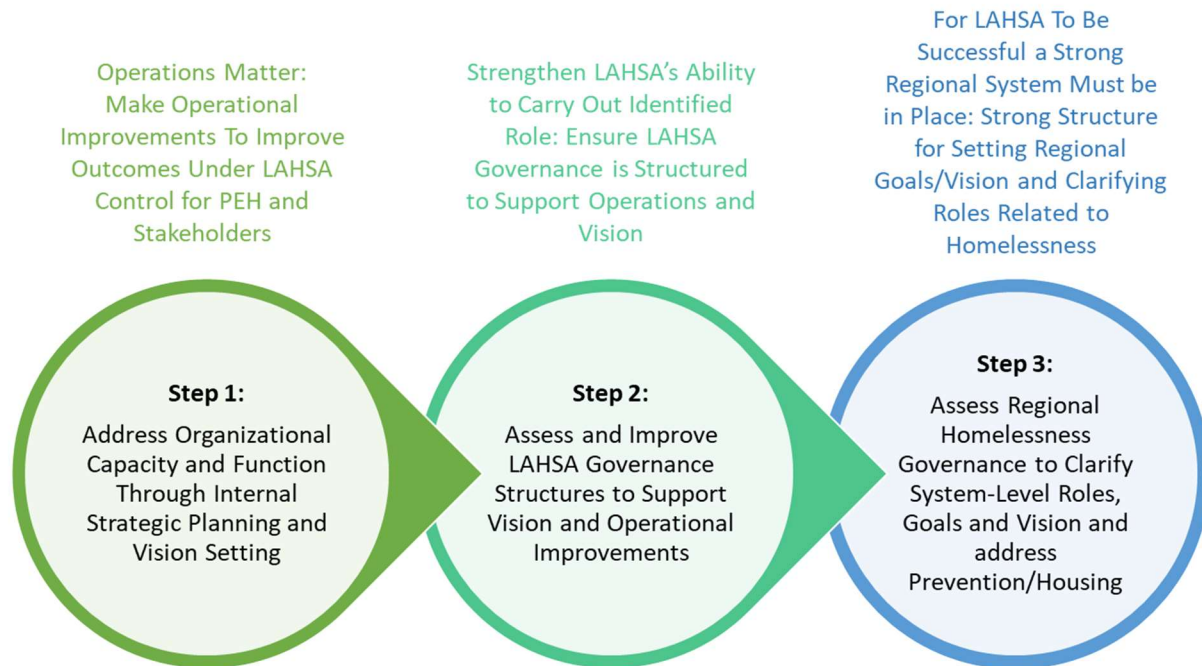 Operations Matter:
Make Operational
Improvements To Improve
Outcomes Under LAHSA
Control for PEH and
Stakeholders
Strengthen LAHSA’s Ability
to Carry Out Identified
Role: Ensure LAHSA
Governance is Structured
to Support Operations and
Vision
For LAHSA To Be
Successful a Strong
Regional System Must be
in Place: Strong Structure
for Setting Regional
Goals/Vision and Clarifying
Roles Related to
Homelessness
Step 1:
Address Organizational
Capacity and Function
Through Internal
Strategic Planning and
Vision Setting
Step 2:
Assess and Improve
LAHSA Governance
Structures to Support
Vision and Operational
Improvements
Step 3:
Assess Regional
Homelessness
Governance to Clarify
System-Level Roles,
Goals and Vision and
address
Prevention/Housing